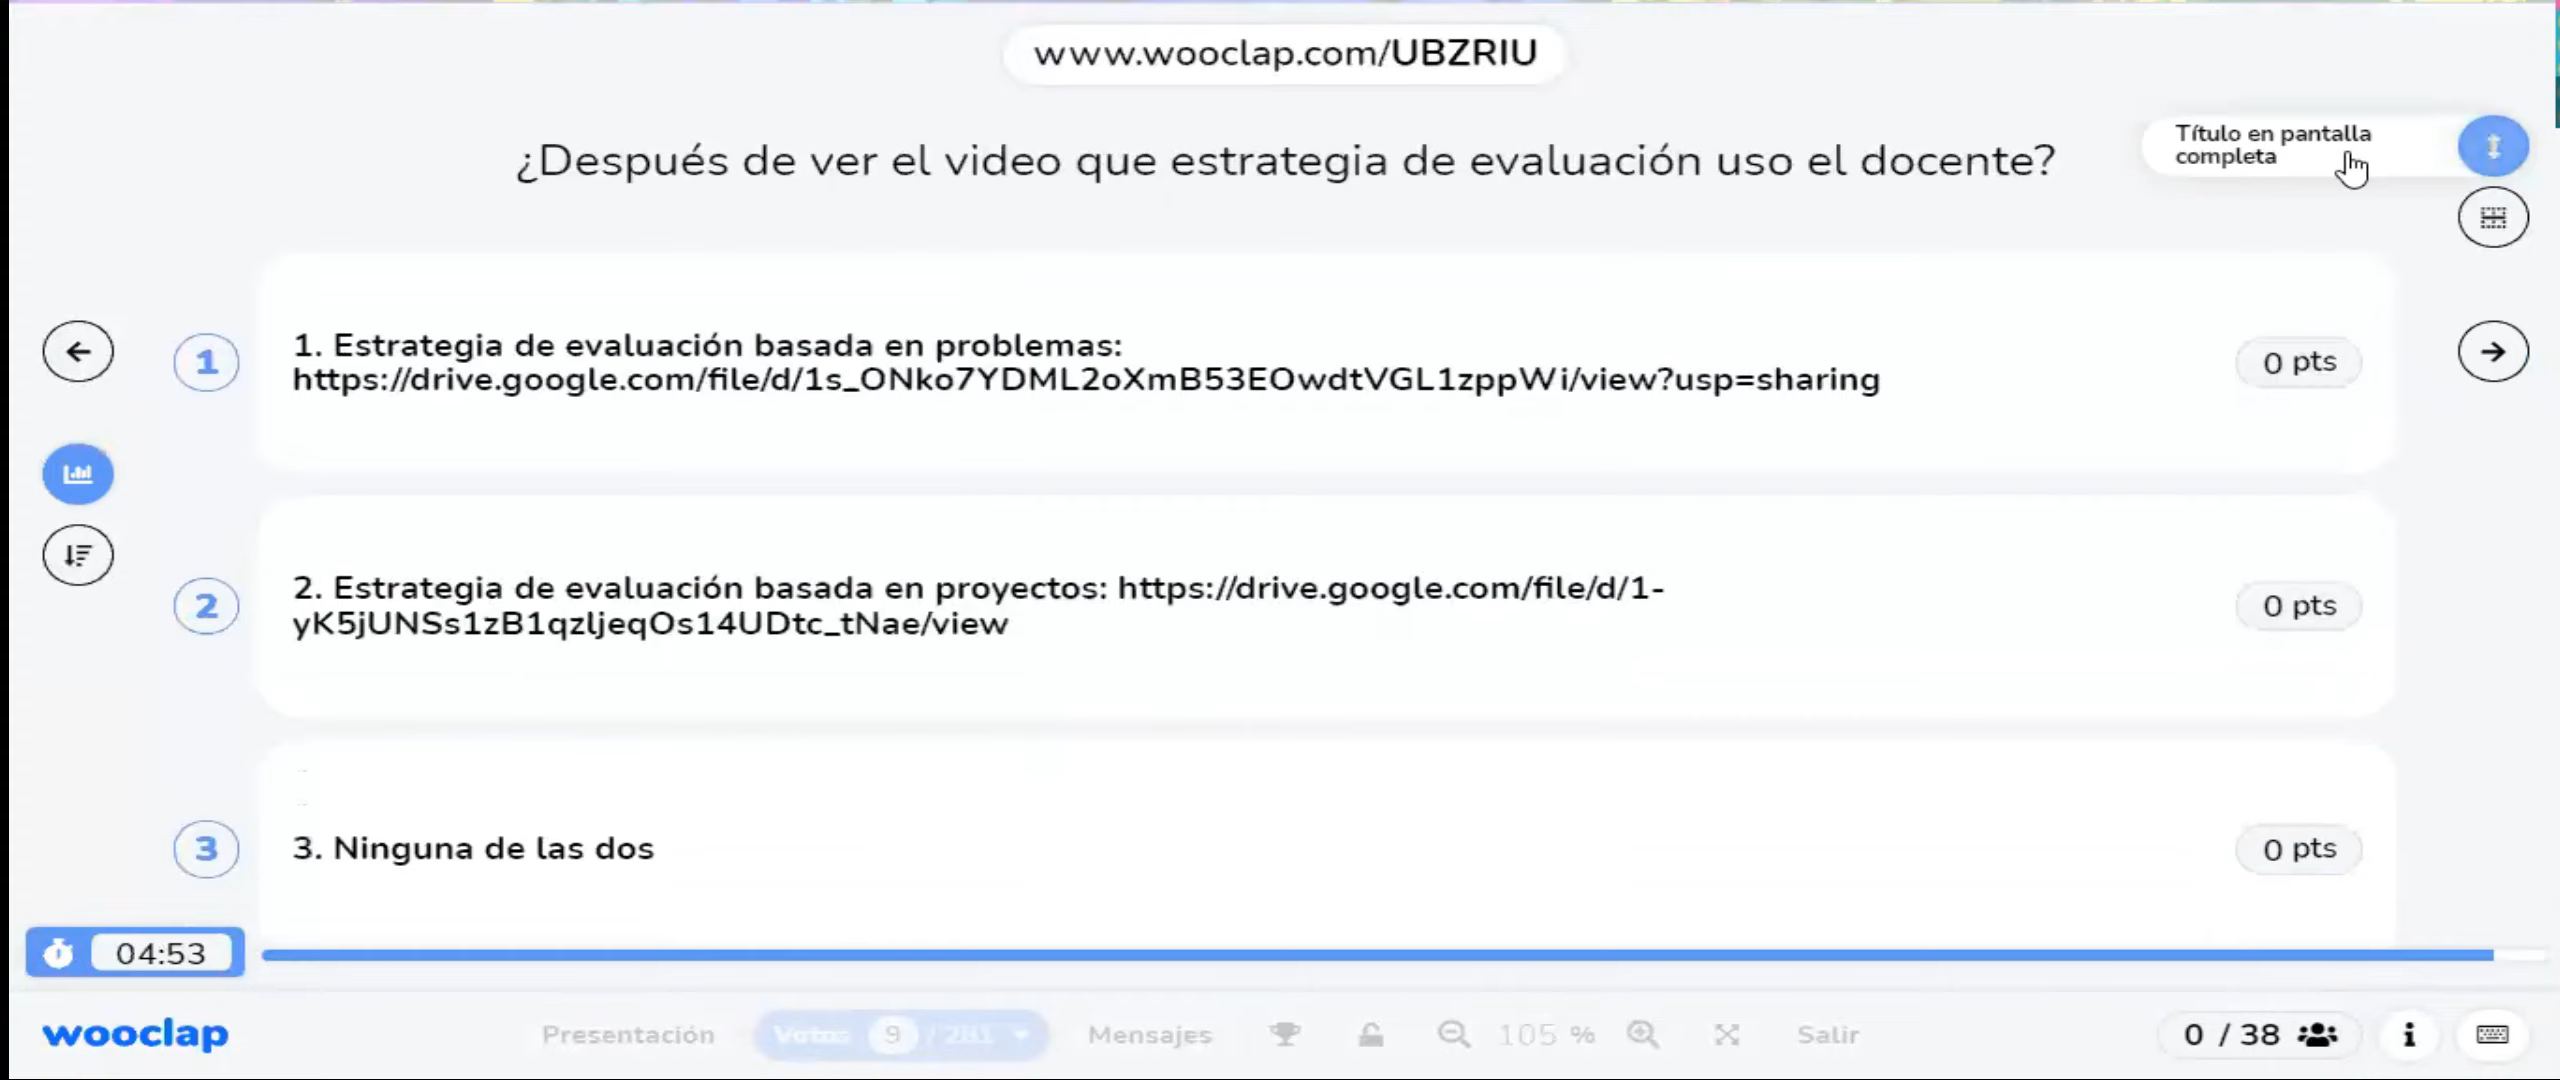 www.wooclap.com/UBZRIU
¿Después de ver el video que estrategia de evaluación uso el docente?
Título en pantalla
completa
1
1. Estrategia de evaluación basada en problemas:
https://drive.google.com/file/d/1s_ONko7YDML2oXmB53EOwdtVGL1zppWi/view?usp=sharing
0 pts
2
2. Estrategia de evaluación basada en proyectos: https://drive.google.com/file/d/1-
yK5jUNSs1zB1qzljeqOs14UDtc_tNae/view
0 pts
3
3. Ninguna de las dos
0 pts
04:53
wooclap
Presentación
Votos 9 / 281
Mensajes
105 %
Salir
0 / 38